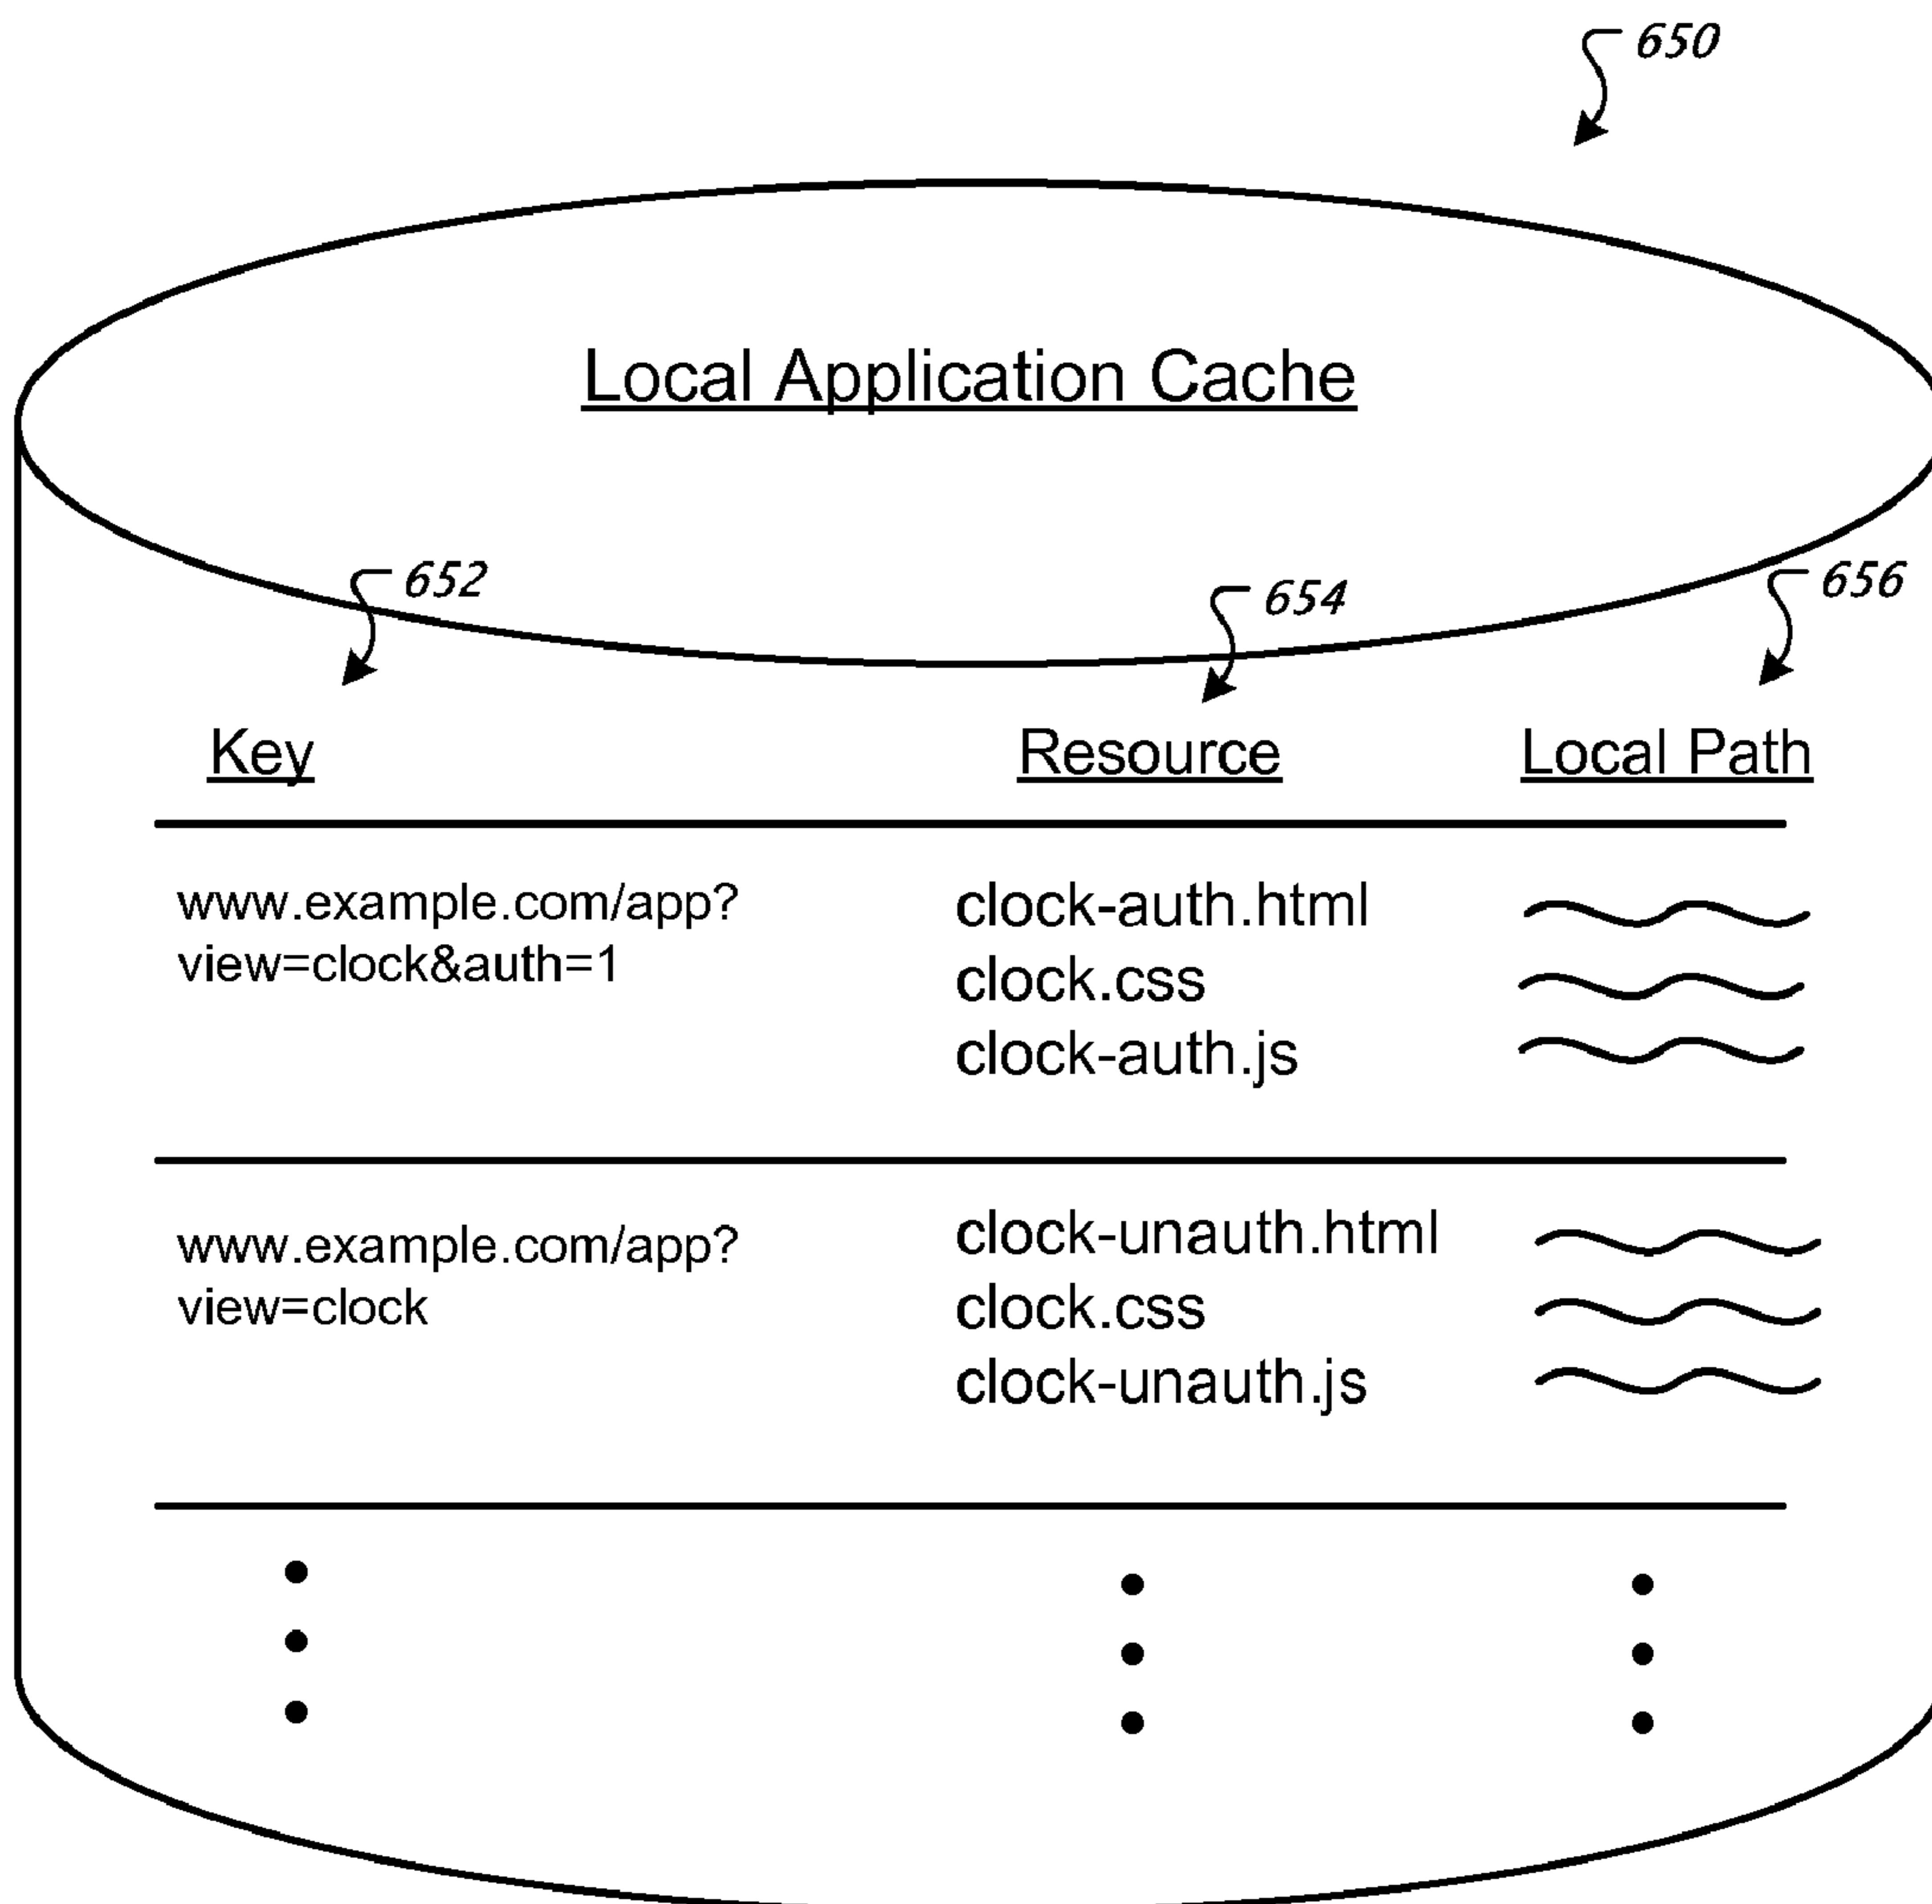 650
Local Application Cache
652
654
656
Key
Resource
Local Path
www.example.com/app?
view=clock&auth=1
clock-auth.html
clock.css
clock-auth.js
www.example.com/app?
view=clock
clock-unauth.html
clock.css
clock-unauth.js